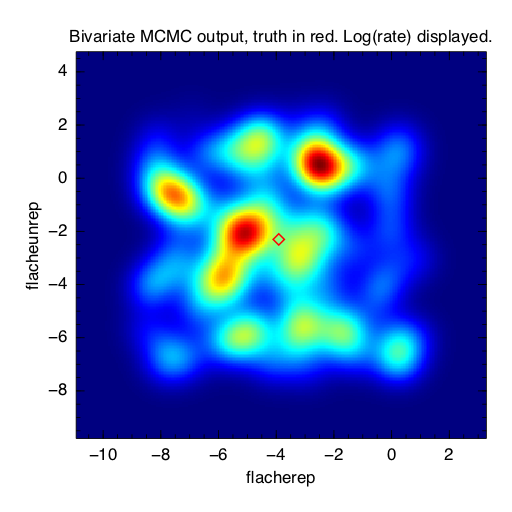 Bivariate MCMC output, truth in red. Log(rate) displayed.
4
2
0
−2
−4
−6
−8
flacheunrep
−10 −8 −6 −4 −2 0 2
flacherep